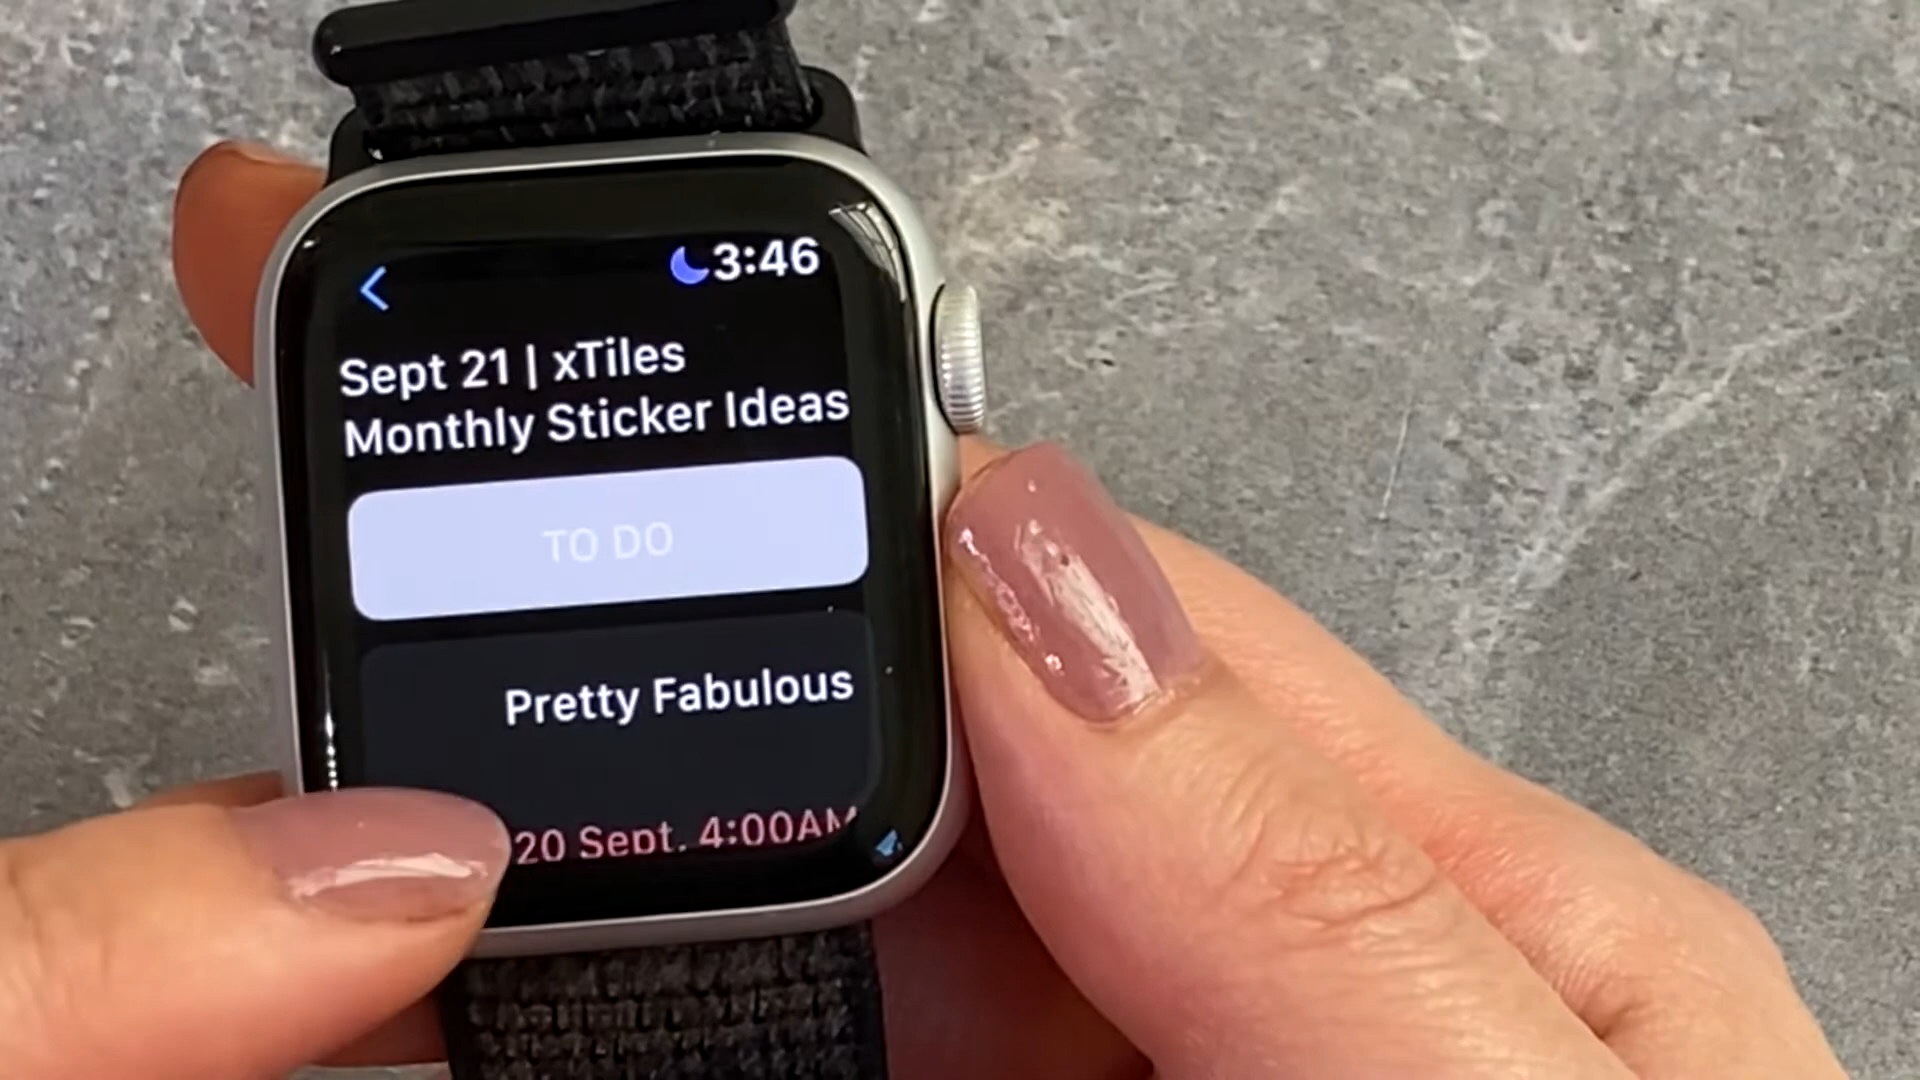 3:46
Sept 21 | xTiles
Monthly Sticker Ideas
TO DO
Pretty Fabulous
20 Sept, 4:00AM